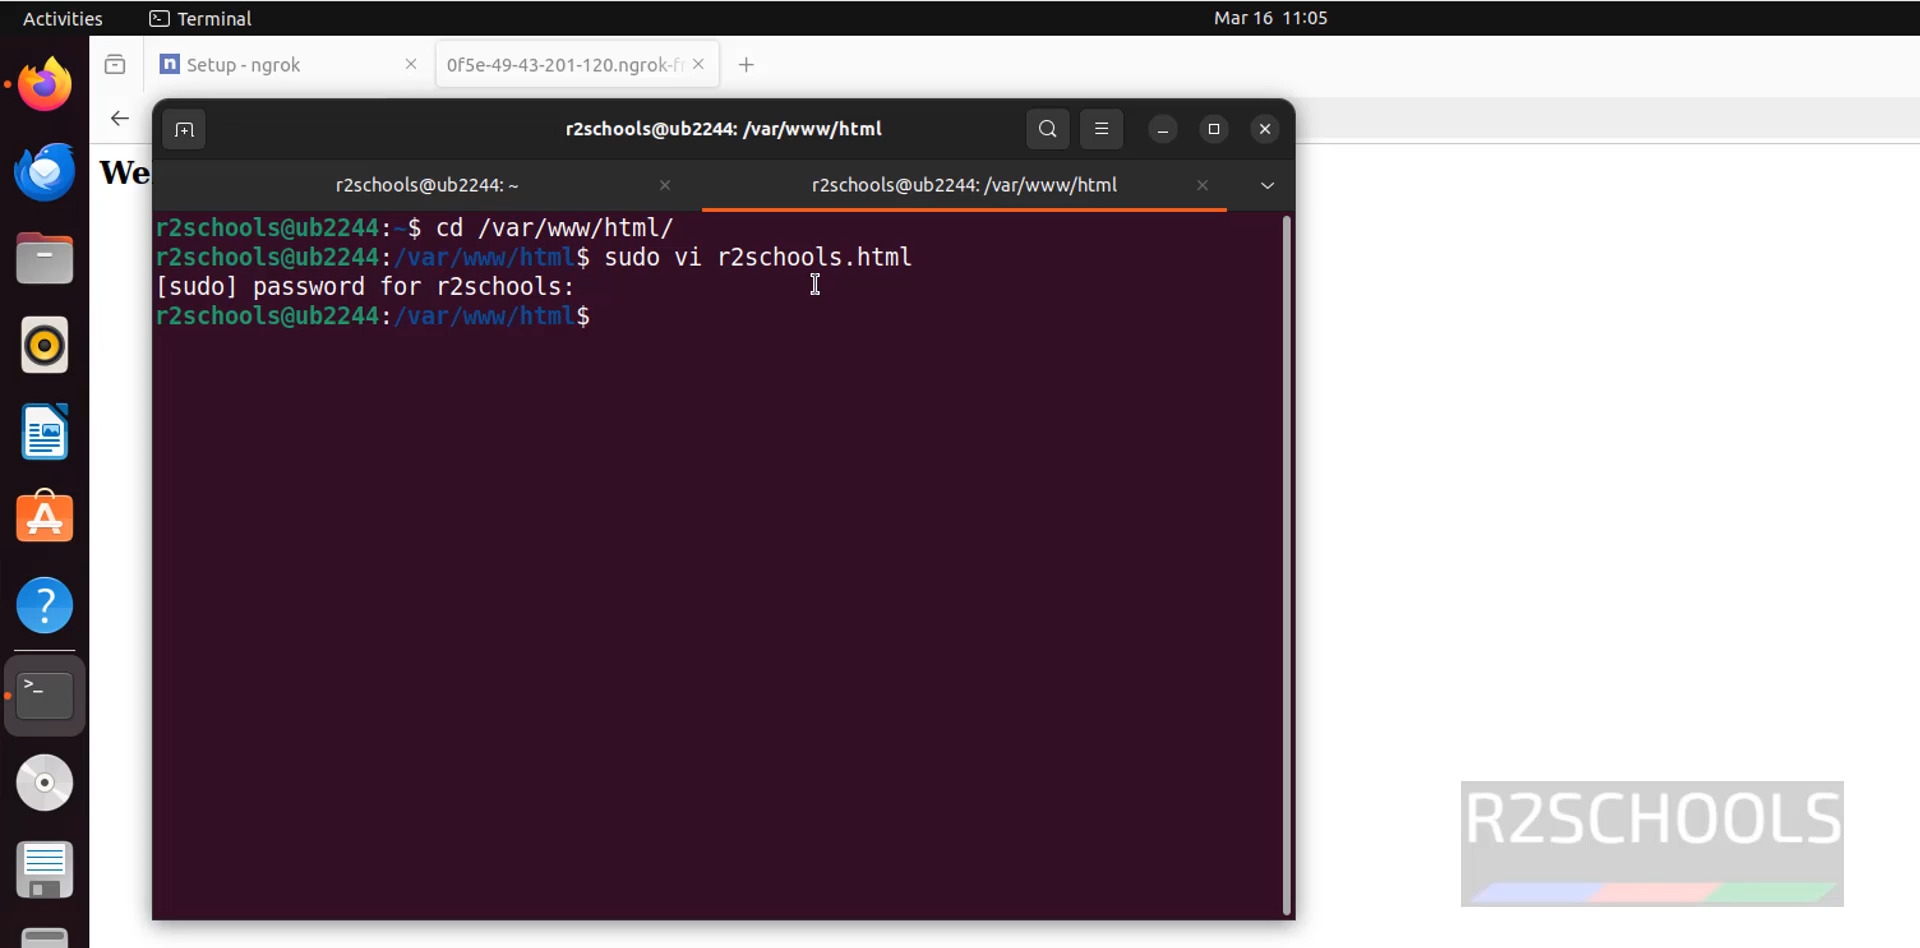 Activities
Terminal
Mar 16 11:05
Setup - ngrok
0f5e-49-43-201-120.ngrok-fr
We
r2schools@ub2244: /var/www/html
r2schools@ub2244: ~
r2schools@ub2244: /var/www/html
r2schools@ub2244:~$ cd /var/www/html/
r2schools@ub2244:/var/www/html$ sudo vi r2schools.html
[sudo] password for r2schools:
r2schools@ub2244:/var/www/html$
R2SCHOOLS